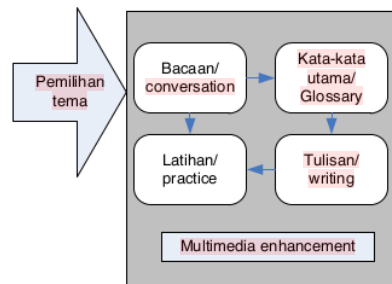 Pemilihan
tema
Bacaan/
conversation
Kata-kata
utama/
Glossary
Latihan/
practice
Tulisan/
writing
Multimedia enhancement